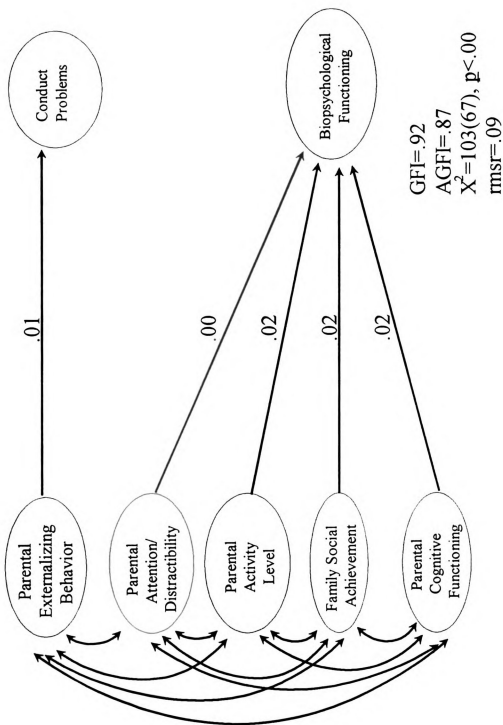 Parental
Externalizing
Behavior
.01
Conduct
Problems
Parental
Attention/
Distractibility
.00
Parental
Activity
Level
.02
Family Social
Achievement
.02
Parental
Cognitive
Functioning
.02
Biopsychological
Functioning
GFI=.92
AGFI=.87
X²=103(67), p<.00
rmsr=.09